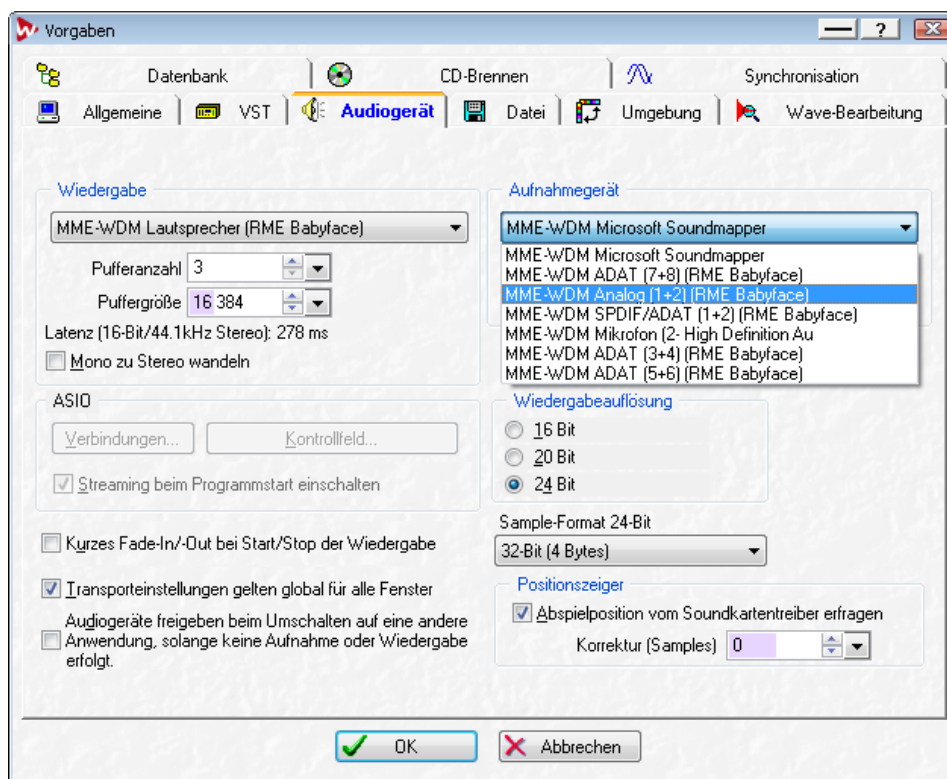 Vorgaben
Datenbank
CD-Brennen
Synchronisation
Allgemeine
VST
Audiogerät
Datei
Umgebung
Wave-Bearbeitung
Wiedergabe
MME-WDM Lautsprecher (RME Babyface)
Pufferanzahl 3
Puffergröße 16 384
Latenz (16-Bit/44.1kHz Stereo): 278 ms
Mono zu Stereo wandeln
Aufnahmegerät
MME-WDM Microsoft Soundmapper
MME-WDM Microsoft Soundmapper
MME-WDM ADAT (7+8) (RME Babyface)
MME-WDM Analog (1+2) (RME Babyface)
MME-WDM SPDIF/ADAT (1+2) (RME Babyface)
MME-WDM Mikrofon (2- High Definition Au
MME-WDM ADAT (3+4) (RME Babyface)
MME-WDM ADAT (5+6) (RME Babyface)
ASIO
Verbindungen...
Kontrollfeld...
Streaming beim Programmstart einschalten
Wiedergabeauflösung
16 Bit
20 Bit
24 Bit
Sample-Format 24-Bit
32-Bit (4 Bytes)
Kurzes Fade-In/-Out bei Start/Stop der Wiedergabe
Transporteinstellungen gelten global für alle Fenster
Audiogeräte freigeben beim Umschalten auf eine andere
Anwendung, solange keine Aufnahme oder Wiedergabe
erfolgt.
Positionszeiger
Abspielposition vom Soundkartentreiber erfragen
Korrektur (Samples) 0
OK
Abbrechen